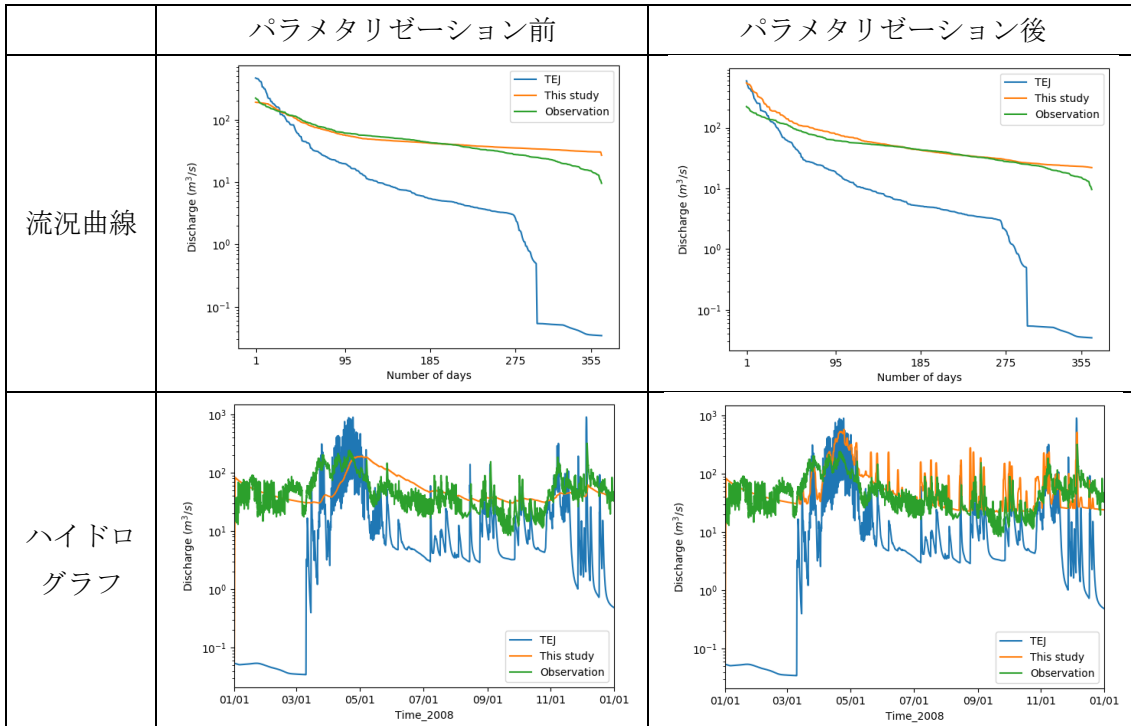 パラメタリゼーション前
パラメタリゼーション後
流況曲線
TEJ
This study
Observation
10²
10¹
10⁰
10⁻¹
Discharge (m³/s)
1 95 185 275 355
Number of days
TEJ
This study
Observation
10²
10¹
10⁰
10⁻¹
Discharge (m³/s)
1 95 185 275 355
Number of days
ハイドロ
グラフ
10³
10²
10¹
10⁰
10⁻¹
Discharge (m³/s)
TEJ
This study
Observation
01/01 03/01 05/01 07/01 09/01 11/01 01/01
Time_2008
10³
10²
10¹
10⁰
10⁻¹
Discharge (m³/s)
TEJ
This study
Observation
01/01 03/01 05/01 07/01 09/01 11/01 01/01
Time_2008